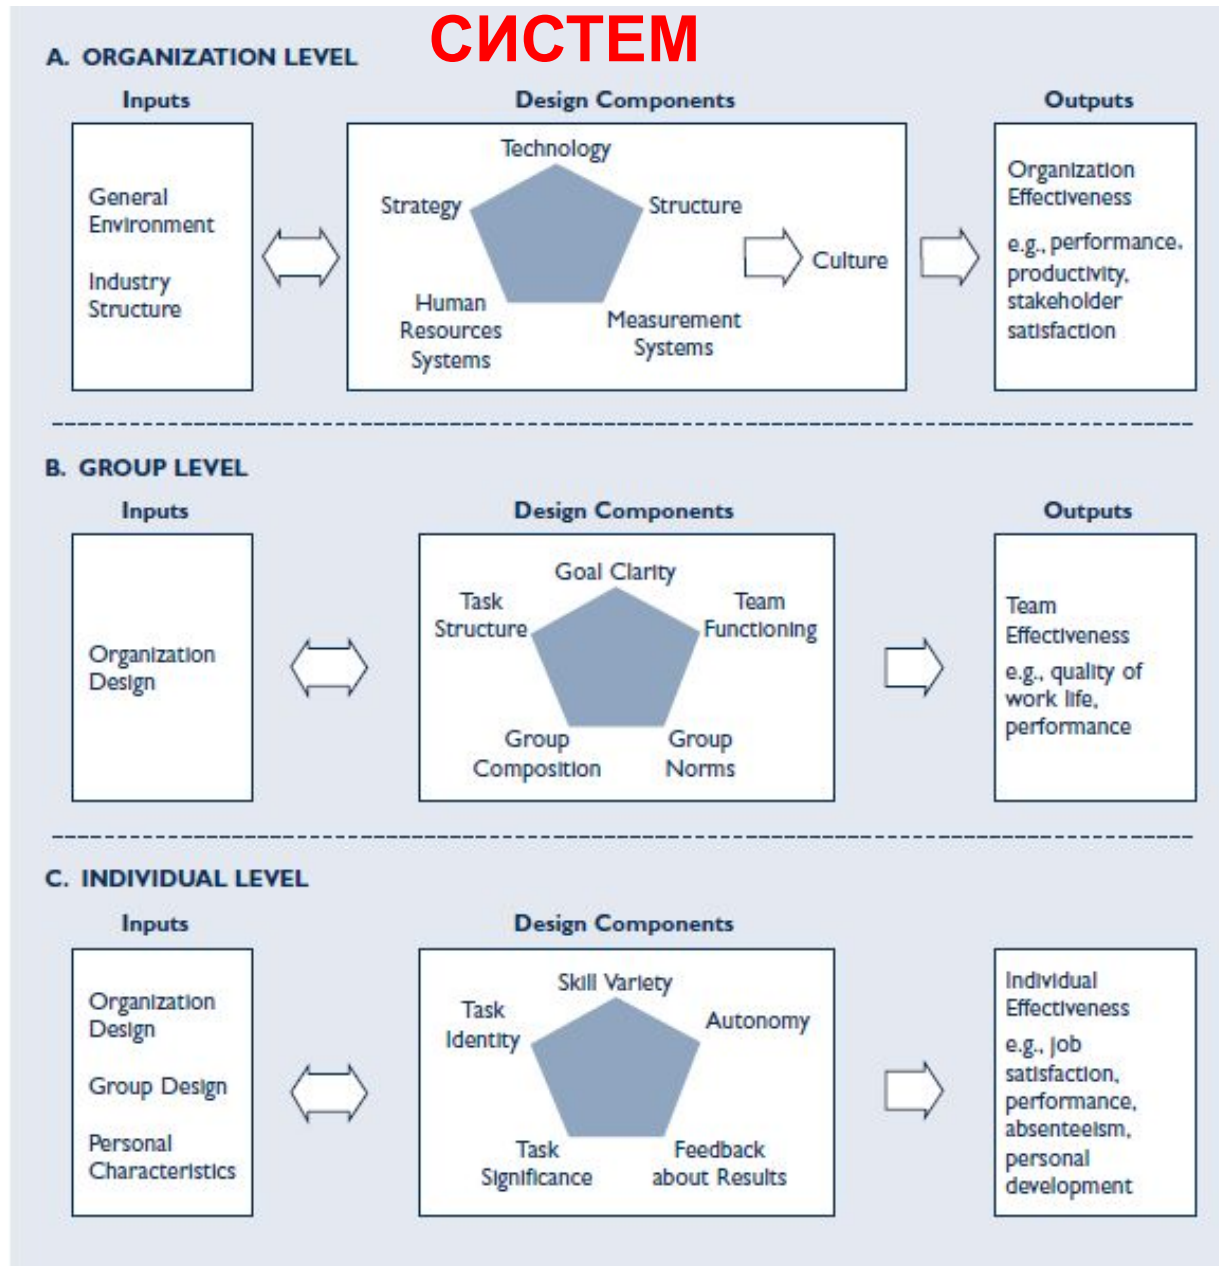 СИСТЕМ
A. ORGANIZATION LEVEL
Inputs
Design Components
Outputs
General
Environment
Industry
Structure
Technology
Strategy
Structure
Human
Resources
Systems
Measurement
Systems
Culture
Organization
Effectiveness
e.g., performance,
productivity,
stakeholder
satisfaction
B. GROUP LEVEL
Inputs
Design Components
Outputs
Organization
Design
Goal Clarity
Task
Structure
Team
Functioning
Group
Composition
Group
Norms
Team
Effectiveness
e.g., quality of
work life,
performance
C. INDIVIDUAL LEVEL
Inputs
Design Components
Organization
Design
Group Design
Personal
Characteristics
Skill Variety
Task
Identity
Autonomy
Task
Significance
Feedback
about Results
Individual
Effectiveness
e.g., job
satisfaction,
performance,
absenteeism,
personal
development